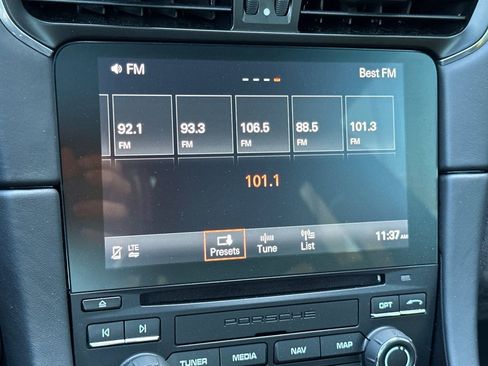 FM Best FM
92.1 93.3 106.5 88.5 101.3
FM FM FM FM FM
101.1
LTE Presets Tune List 11:37 AM
OPT
PORSCHE
TUNER MEDIA NAV MAP